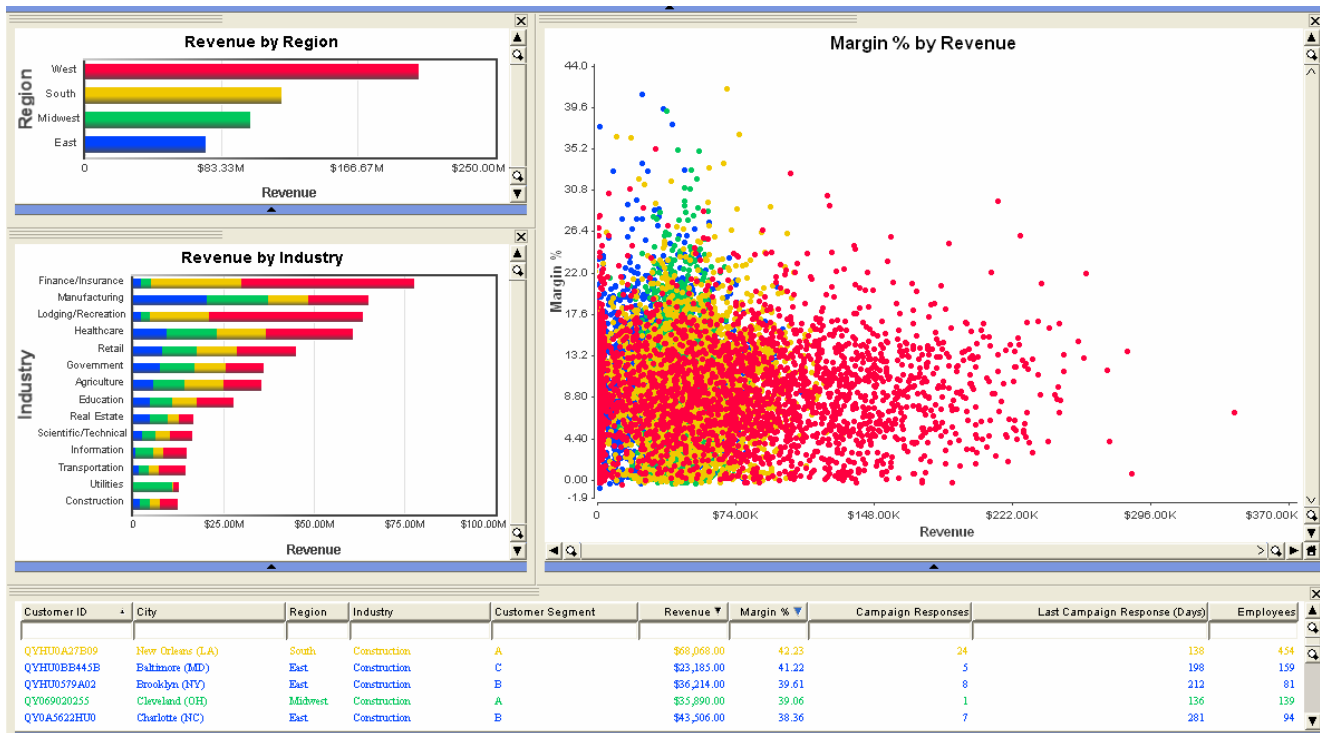 Revenue by Region
Region
West
South
Midwest
East
0 $83.33M $166.67M $250.00M
Revenue
Revenue by Industry
Industry
Finance/Insurance
Manufacturing
Lodging/Recreation
Healthcare
Retail
Government
Agriculture
Education
Real Estate
Scientific/Technical
Information
Transportation
Utilities
Construction
0 $25.00M $50.00M $75.00M $100.00M
Revenue
Margin % by Revenue
Margin %
44.0
39.6
35.2
30.8
26.4
22.0
17.6
13.2
8.80
4.40
0.00
-1.9
0 $74.00K $148.00K $222.00K $296.00K $370.00K
Revenue
Customer ID City Region Industry Customer Segment Revenue Margin % Campaign Responses Last Campaign Response (Days) Employees
QYHU0A27B09 New Orleans (LA) South Construction A $68,068.00 42.23 24 138 454
QYHU0BB445B Baltimore (MD) East Construction C $23,185.00 41.22 5 198 159
QYHU0579A02 Brooklyn (NY) East Construction B $36,214.00 39.61 8 212 81
QY069020255 Cleveland (OH) Midwest Construction A $35,890.00 39.06 1 136 139
QY0A5622HU0 Charlotte (NC) East Construction B $43,506.00 38.36 7 281 94